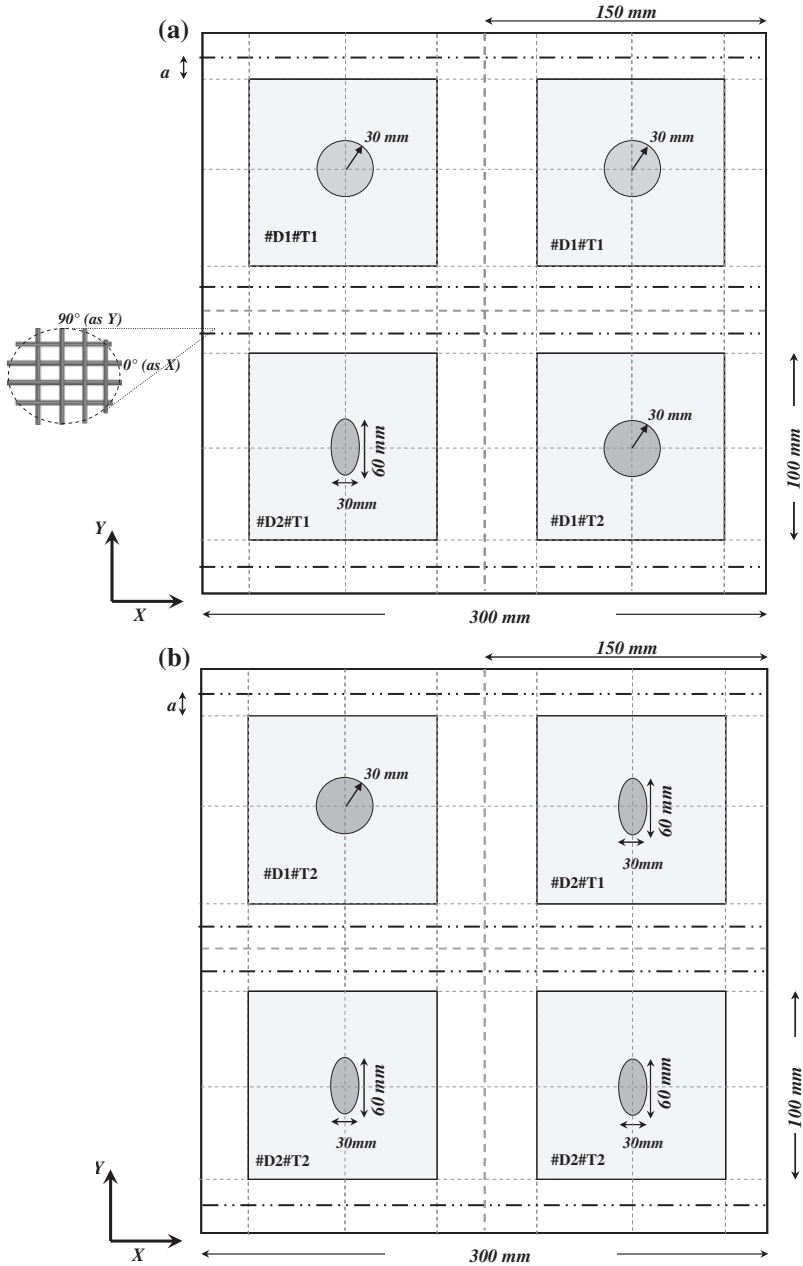 150 mm
(a)
a
30 mm
30 mm
#D1#T1
#D1#T1
90° (as Y)
0° (as X)
60 mm
30mm
#D2#T1
30 mm
#D1#T2
100 mm
Y
X
300 mm
(b)
150 mm
a
30 mm
#D1#T2
60 mm
30mm
#D2#T1
60 mm
30mm
#D2#T2
60 mm
30mm
#D2#T2
100 mm
Y
X
300 mm